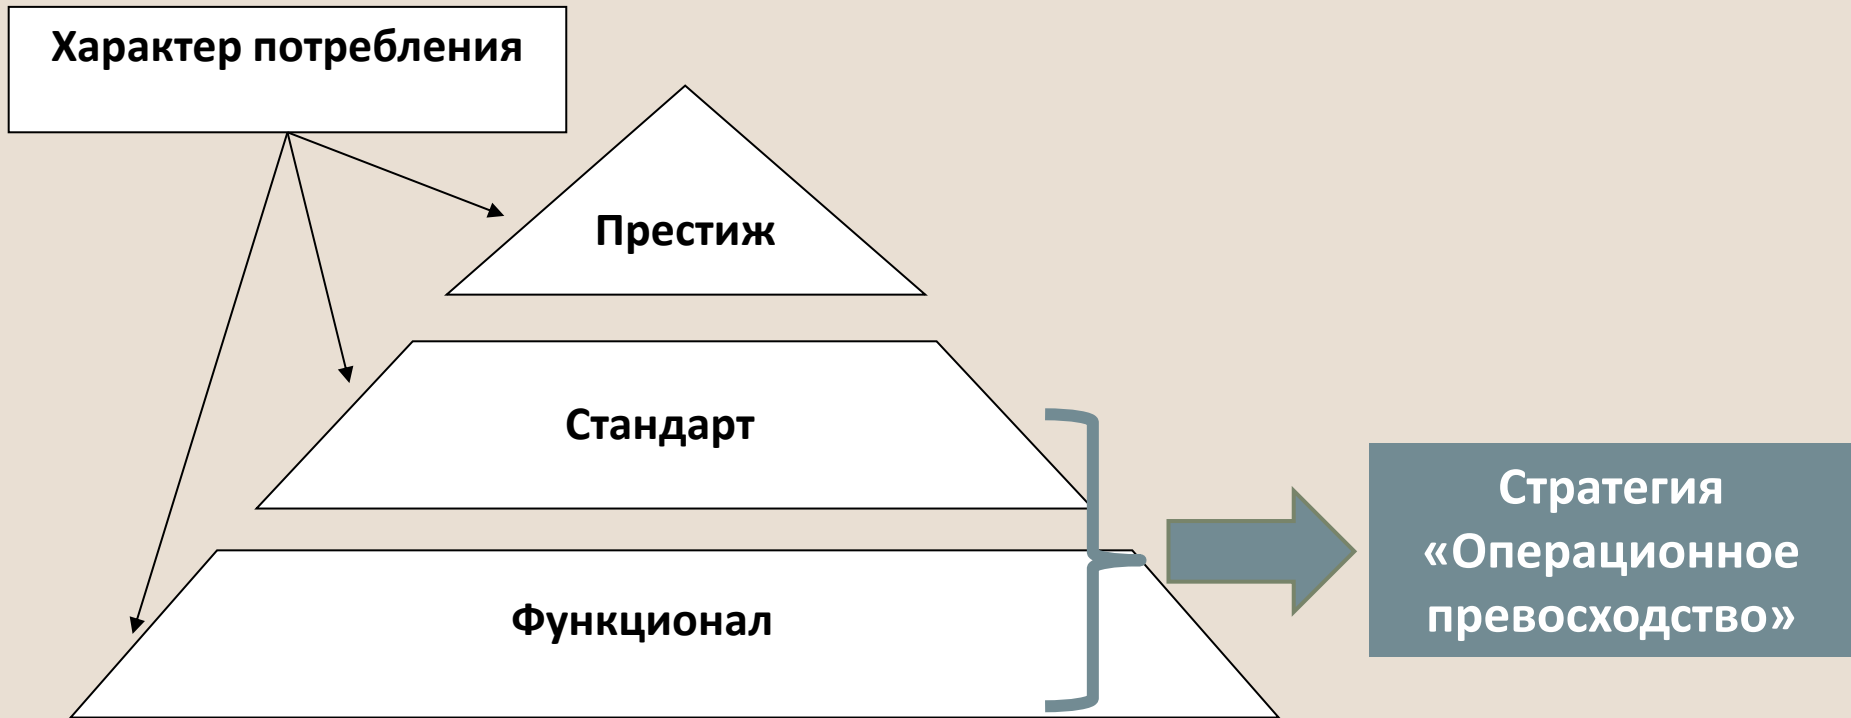 Характер потребления
Престиж
Стандарт
Функционал
Стратегия
«Операционное
превосходство»